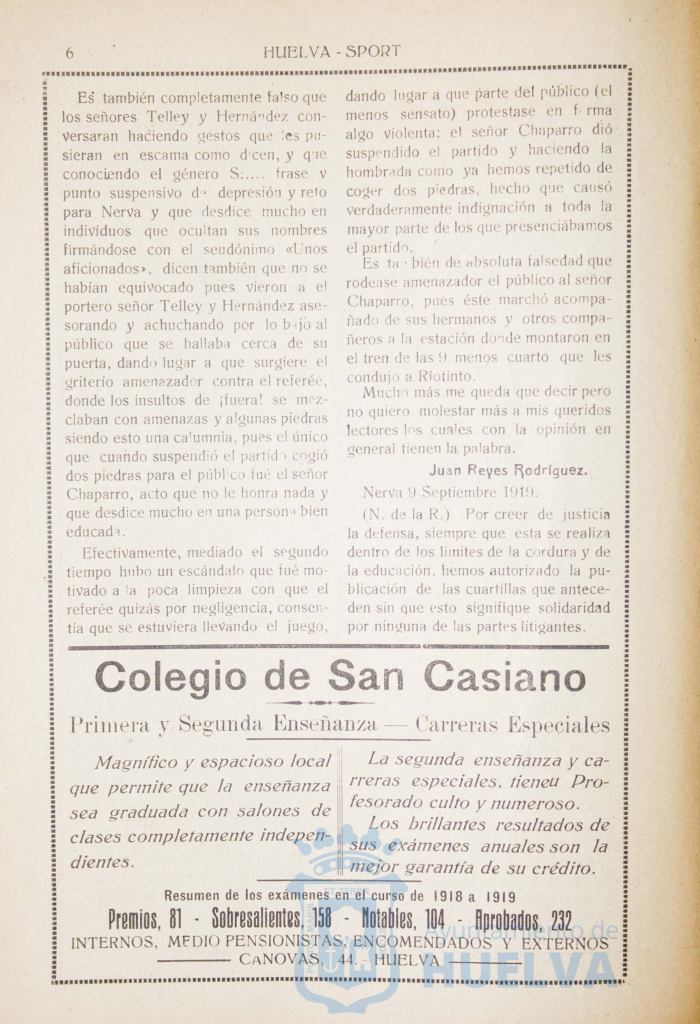 6
HUELVA - SPORT
Es también completamente falso que
los señores Telley y Hernández con-
versaran haciendo gestos que les pu-
sieran en escama como dicen, y que
conociendo el género S:.... frase y
punto suspensivo de depresión y reto
para Nerva y que desdice mucho en
individuos que ocultan sus nombres
firmándose con el seudónimo «Unos
aficionados», dicen también que no se
habían equivocado pues vieron a el
portero señor Telley y Hernández ase-
sorando y achuchando por lo bajo al
público que se hallaba cerca de su
puerta, dando lugar a que surgiere el
griterío amenazador contra el referée,
donde los insultos de ¡fuera! se mez-
claban con amenazas y algunas piedras
siendo esto una calumnia, pues el único
que cuando suspendió el partido cogió
dos piedras para el público fué el señor
Chaparro, acto que no le honra nada y
que desdice mucho en una persona bien
educada.
Efectivamente, mediado el segundo
tiempo hubo un escándalo que fué mo-
tivado a la poca limpieza con que el
referée quizás por negligencia, consen-
tía que se estuviera llevando el juego,
dando lugar a que parte del público (el
menos sensato) protestase en forma
algo violenta; el señor Chaparro dió
suspendido el partido y haciendo la
hombrada como ya hemos repetido de
coger dos piedras, hecho que causó
verdaderamente indignación a toda la
mayor parte de los que presenciábamos
el partido.
Es también de absoluta falsedad que
rodease amenazador el público al señor
Chaparro, pues éste marchó acompa-
ñado de sus hermanos y otros compa-
ñeros a la estación donde montaron en
el tren de las 9 menos cuarto que les
condujo a Ríotinto.
Mucho más me queda que decir pero
no quiero molestar más a mis queridos
lectores los cuales con la opinión en
general tienen la palabra.
Juan Reyes Rodríguez.
Nerva 9 Septiembre 1919.
(N. de la R.) Por creer de justicia
la defensa, siempre que esta se realiza
dentro de los límites de la cordura y de
la educación, hemos autorizado la pu-
blicación de las cuartillas que antece-
den sin que esto signifique solidaridad
por ninguna de las partes litigantes.
Colegio de San Casiano
Primera y Segunda Enseñanza — Carreras Especiales
Magnífico y espacioso local
que permite que la enseñanza
sea graduada con salones de
clases completamente indepen-
dientes.
La segunda enseñanza y ca-
rreras especiales, tieneu Pro-
fesorado culto y numeroso.
Los brillantes resultados de
sus exámenes anuales son la
mejor garantía de su crédito.
Resumen de los exámenes en el curso de 1918 a 1919
Premios, 81 - Sobresalientes, 158 - Notables, 104 - Aprobados, 232
INTERNOS, MEDIO PENSIONISTAS, ENCOMENDADOS Y EXTERNOS
CANOVAS, 44. - HUELVA
Ayuntamiento de
HUELVA